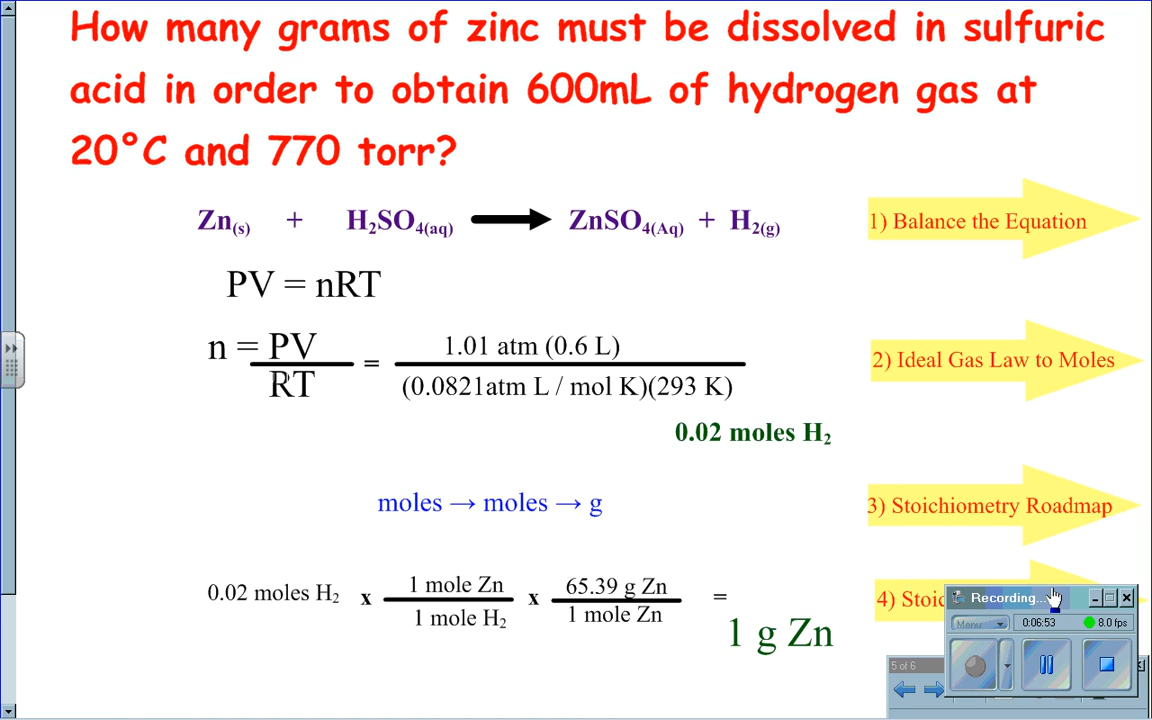 How many grams of zinc must be dissolved in sulfuric
acid in order to obtain 600mL of hydrogen gas at
20°C and 770 torr?
Zn(s) + H₂SO₄(aq) ZnSO₄(Aq) + H₂(g)
1) Balance the Equation
PV = nRT
n = PV
RT
=
1.01 atm (0.6 L)
(0.0821atm L / mol K)(293 K)
2) Ideal Gas Law to Moles
0.02 moles H₂
moles → moles → g
3) Stoichiometry Roadmap
0.02 moles H₂ x
1 mole Zn
1 mole H₂
x
65.39 g Zn
1 mole Zn
=
1 g Zn
4)
Recording...
Menu
0:06:53
8.0 fps
5 of 6